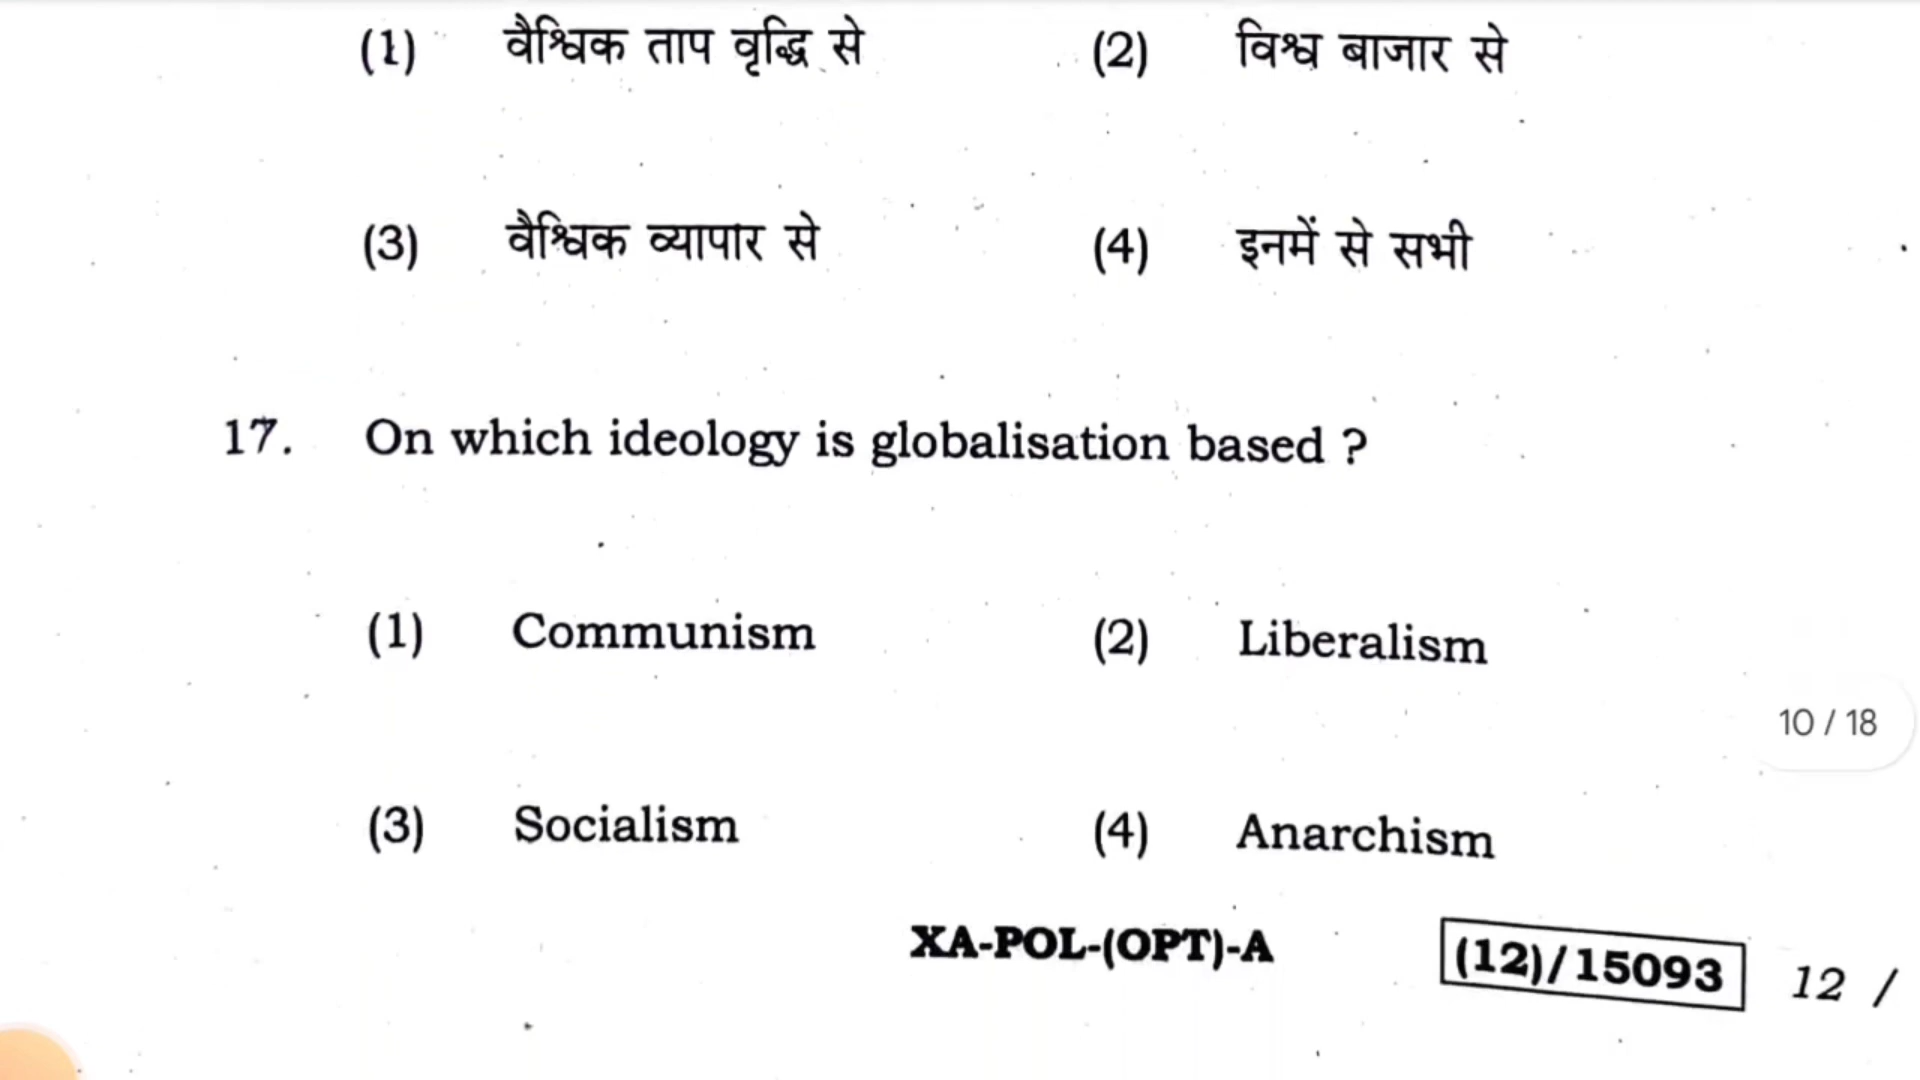 (1) वैश्विक ताप वृद्धि से (2) विश्व बाजार से
(3) वैश्विक व्यापार से (4) इनमें से सभी
17. On which ideology is globalisation based ?
(1) Communism (2) Liberalism
10 / 18
(3) Socialism (4) Anarchism
XA-POL-(OPT)-A (12)/15093 12 /